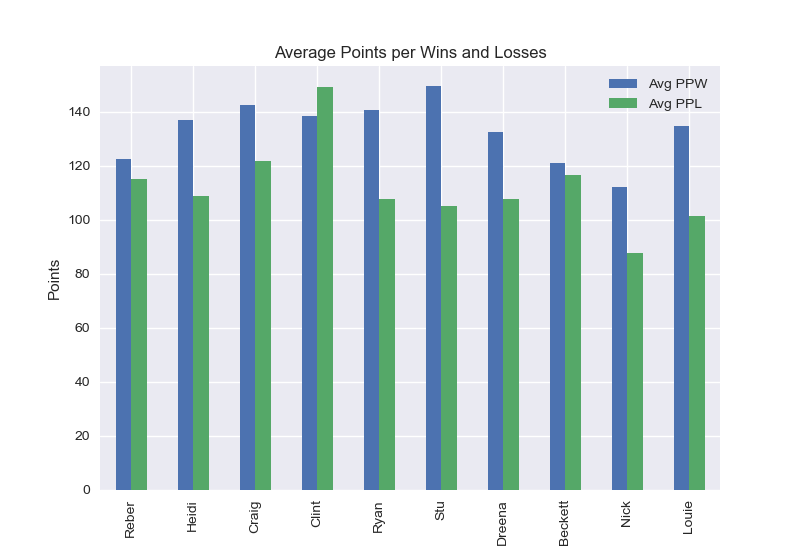 Average Points per Wins and Losses
Avg PPW
Avg PPL
140
120
100
80
60
40
20
0
Points
Reber
Heidi
Craig
Clint
Ryan
Stu
Dreena
Beckett
Nick
Louie